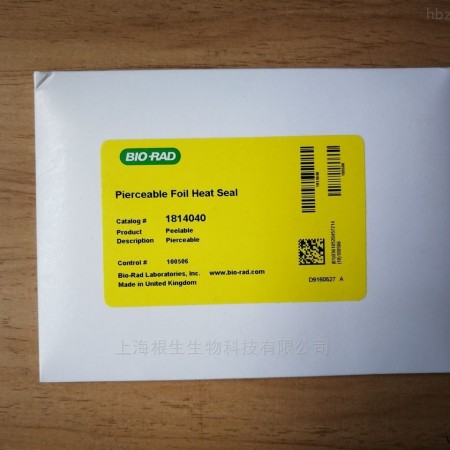 BIO-RAD
Pierceable Foil Heat Seal
Catalog # 1814040
Product Peelable
Description Pierceable
Control # 100506
Bio-Rad Laboratories, Inc. www.bio-rad.com
Made in United Kingdom
D9160627 A
上海根生生物科技有限公司